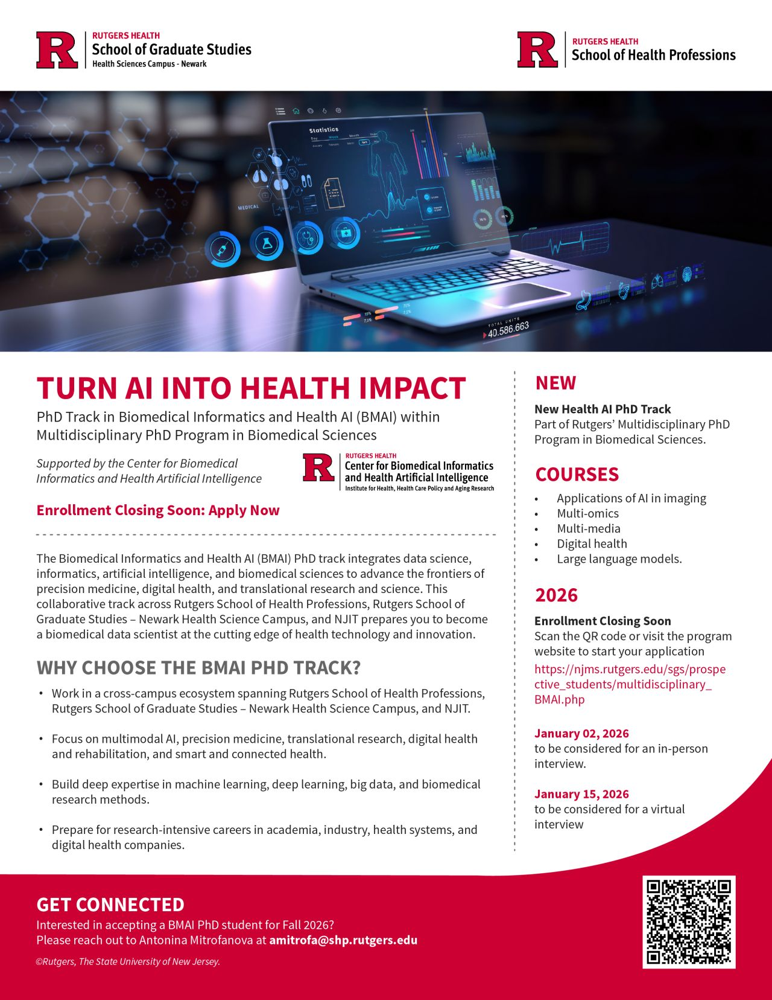 RUTGERS HEALTH
School of Graduate Studies
Health Sciences Campus - Newark
RUTGERS HEALTH
School of Health Professions
Statistics
Day Week Month Year
MEDICAL
TOTAL UNITS
40.586.663
TURN AI INTO HEALTH IMPACT
PhD Track in Biomedical Informatics and Health AI (BMAI) within
Multidisciplinary PhD Program in Biomedical Sciences
Supported by the Center for Biomedical
Informatics and Health Artificial Intelligence
RUTGERS HEALTH
Center for Biomedical Informatics
and Health Artificial Intelligence
Institute for Health, Health Care Policy and Aging Research
Enrollment Closing Soon: Apply Now
The Biomedical Informatics and Health AI (BMAI) PhD track integrates data science,
informatics, artificial intelligence, and biomedical sciences to advance the frontiers of
precision medicine, digital health, and translational research and science. This
collaborative track across Rutgers School of Health Professions, Rutgers School of
Graduate Studies – Newark Health Science Campus, and NJIT prepares you to become
a biomedical data scientist at the cutting edge of health technology and innovation.
WHY CHOOSE THE BMAI PHD TRACK?
• Work in a cross-campus ecosystem spanning Rutgers School of Health Professions,
Rutgers School of Graduate Studies – Newark Health Science Campus, and NJIT.
• Focus on multimodal AI, precision medicine, translational research, digital health
and rehabilitation, and smart and connected health.
• Build deep expertise in machine learning, deep learning, big data, and biomedical
research methods.
• Prepare for research-intensive careers in academia, industry, health systems, and
digital health companies.
NEW
New Health AI PhD Track
Part of Rutgers’ Multidisciplinary PhD
Program in Biomedical Sciences.
COURSES
• Applications of AI in imaging
• Multi-omics
• Multi-media
• Digital health
• Large language models.
2026
Enrollment Closing Soon
Scan the QR code or visit the program
website to start your application
https://njms.rutgers.edu/sgs/prospe
ctive_students/multidisciplinary_
BMAI.php
January 02, 2026
to be considered for an in-person
interview.
January 15, 2026
to be considered for a virtual
interview
GET CONNECTED
Interested in accepting a BMAI PhD student for Fall 2026?
Please reach out to Antonina Mitrofanova at amitrofa@shp.rutgers.edu
©Rutgers, The State University of New Jersey.